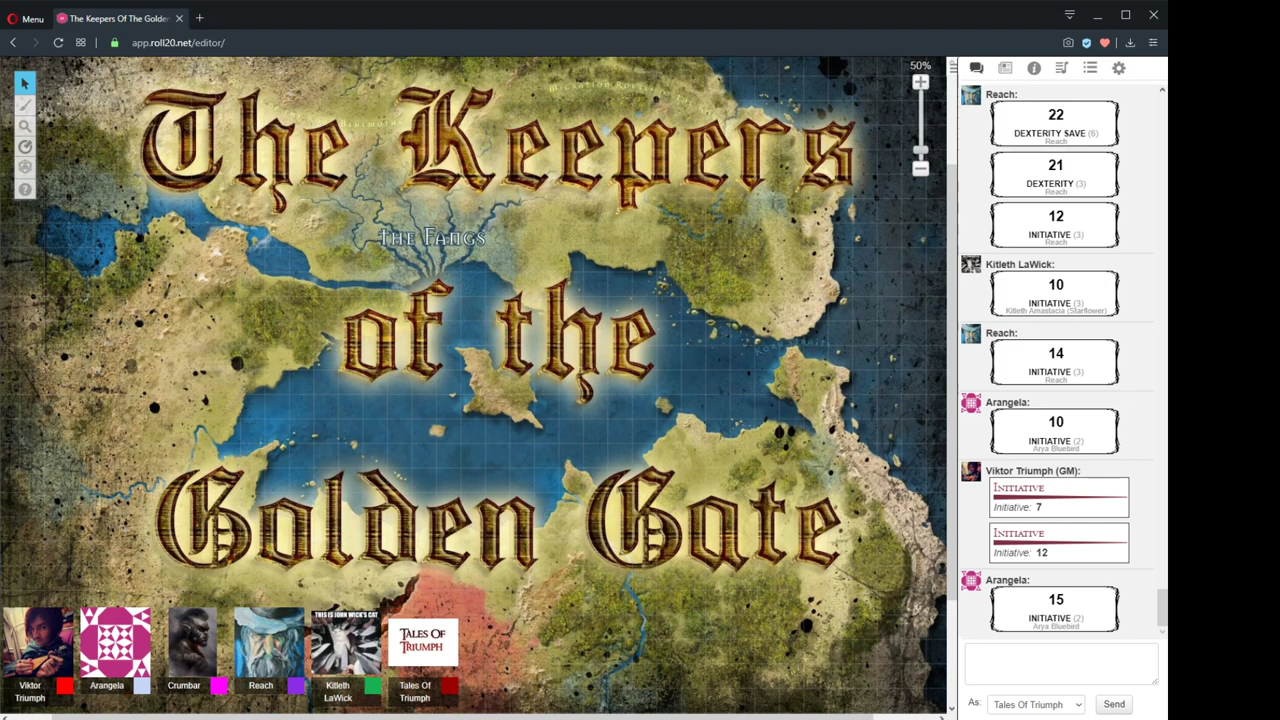 Menu
The Keepers Of The Golden
app.roll20.net/editor/
50%
The Keepers
The Fangs
of the
Golden Gate
THIS IS JOHN WICK'S CAT
TALES OF
TRIUMPH
Viktor
Triumph
Arangela
Crumbar
Reach
Kitleth
LaWick
Tales Of
Triumph
Reach:
22
DEXTERITY SAVE (6)
Reach
21
DEXTERITY (3)
Reach
12
INITIATIVE (3)
Reach
Kitleth LaWick:
10
INITIATIVE (3)
Kitleth Amastacia (Starflower)
Reach:
14
INITIATIVE (3)
Reach
Arangela:
10
INITIATIVE (2)
Arya Bluebird
Viktor Triumph (GM):
INITIATIVE
Initiative: 7
INITIATIVE
Initiative: 12
Arangela:
15
INITIATIVE (2)
Arya Bluebird
As:
Tales Of Triumph
Send